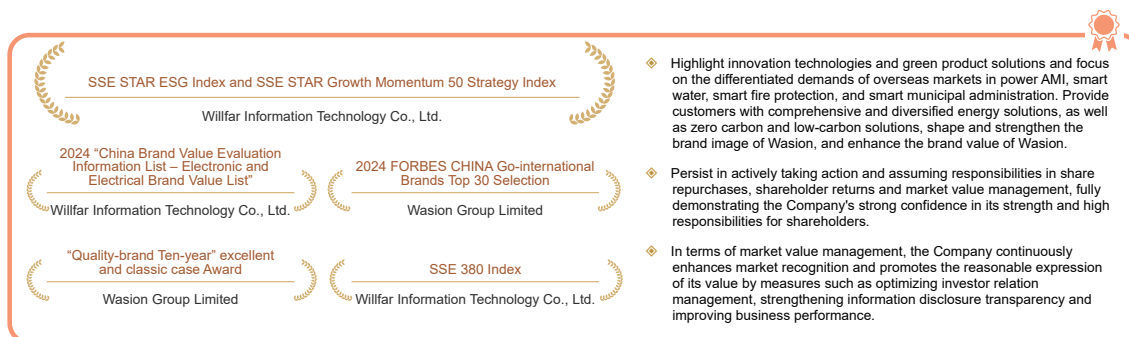 SSE STAR ESG Index and SSE STAR Growth Momentum 50 Strategy Index
Willfar Information Technology Co., Ltd.
2024 “China Brand Value Evaluation
Information List – Electronic and
Electrical Brand Value List”
Willfar Information Technology Co., Ltd.
2024 FORBES CHINA Go-international
Brands Top 30 Selection
Wasion Group Limited
“Quality-brand Ten-year” excellent
and classic case Award
Wasion Group Limited
SSE 380 Index
Willfar Information Technology Co., Ltd.
Highlight innovation technologies and green product solutions and focus
on the differentiated demands of overseas markets in power AMI, smart
water, smart fire protection, and smart municipal administration. Provide
customers with comprehensive and diversified energy solutions, as well
as zero carbon and low-carbon solutions, shape and strengthen the
brand image of Wasion, and enhance the brand value of Wasion.
Persist in actively taking action and assuming responsibilities in share
repurchases, shareholder returns and market value management, fully
demonstrating the Company's strong confidence in its strength and high
responsibilities for shareholders.
In terms of market value management, the Company continuously
enhances market recognition and promotes the reasonable expression
of its value by measures such as optimizing investor relation
management, strengthening information disclosure transparency and
improving business performance.